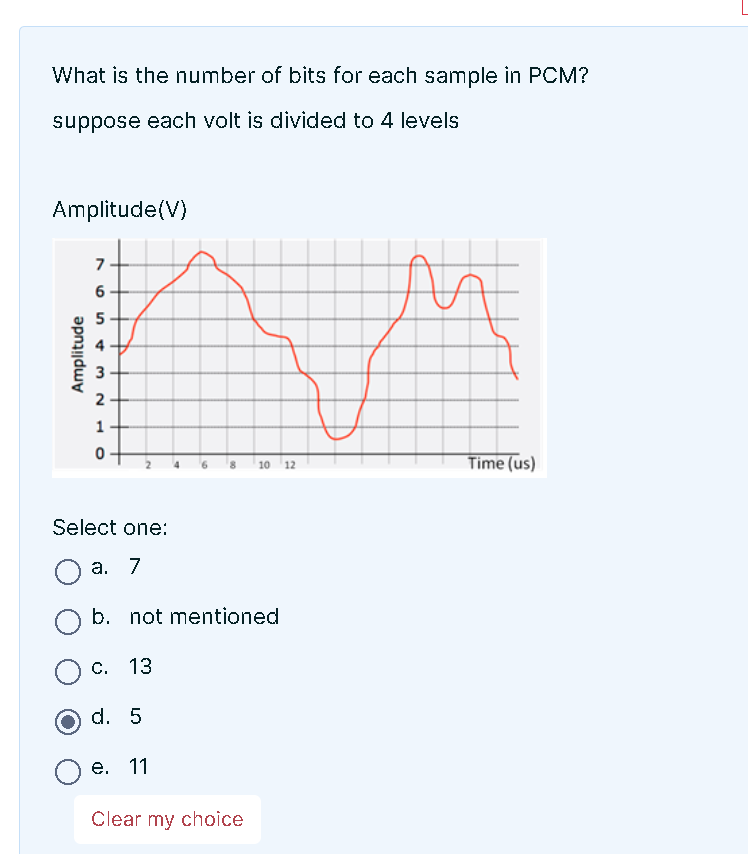 What is the number of bits for each sample in PCM?
suppose each volt is divided to 4 levels
Amplitude(V)
7
6
5
4
3
2
1
0
Amplitude
2 4 6 8 10 12
Time (us)
Select one:
a. 7
b. not mentioned
c. 13
d. 5
e. 11
Clear my choice